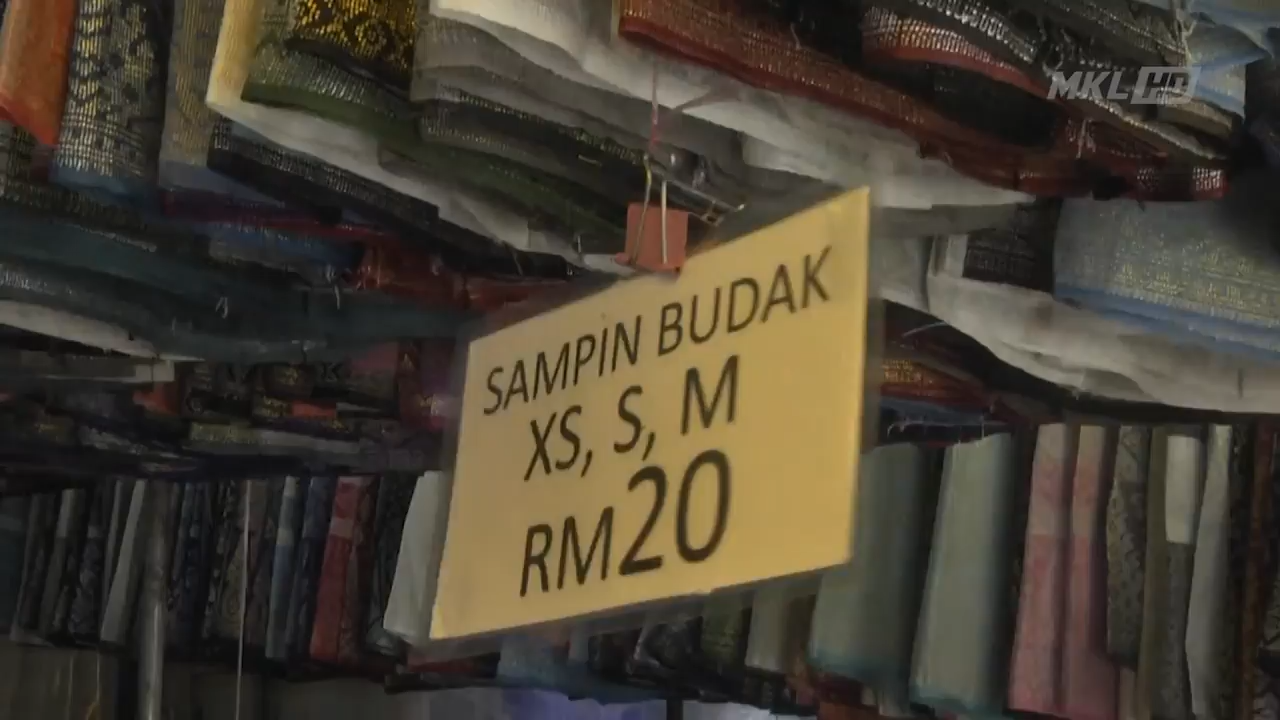 MKL HD
SAMPIN BUDAK
XS, S, M
RM20